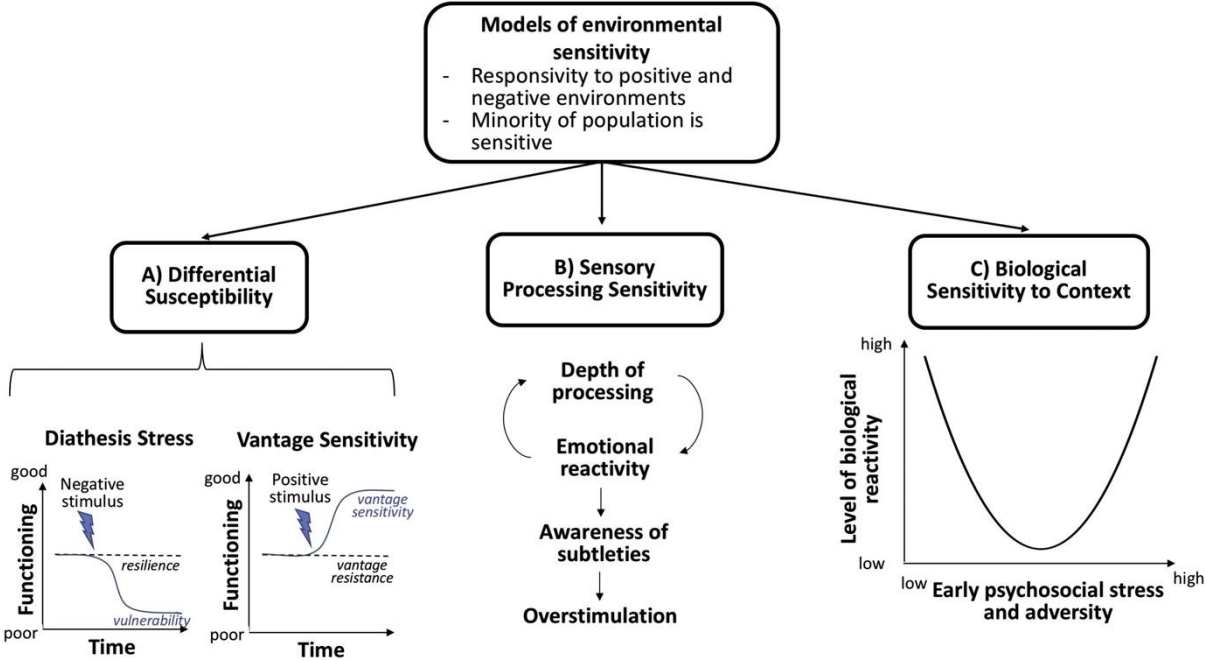 Models of environmental
sensitivity
- Responsivity to positive and
negative environments
- Minority of population is
sensitive
A) Differential
Susceptibility
B) Sensory
Processing Sensitivity
C) Biological
Sensitivity to Context
Diathesis Stress
good
Functioning
poor
Negative
stimulus
resilience
vulnerability
Time
Vantage Sensitivity
good
Functioning
poor
Positive
stimulus
vantage
sensitivity
vantage
resistance
Time
Depth of
processing
Emotional
reactivity
Awareness of
subtleties
Overstimulation
high
Level of biological
reactivity
low
low
Early psychosocial stress
and adversity
high